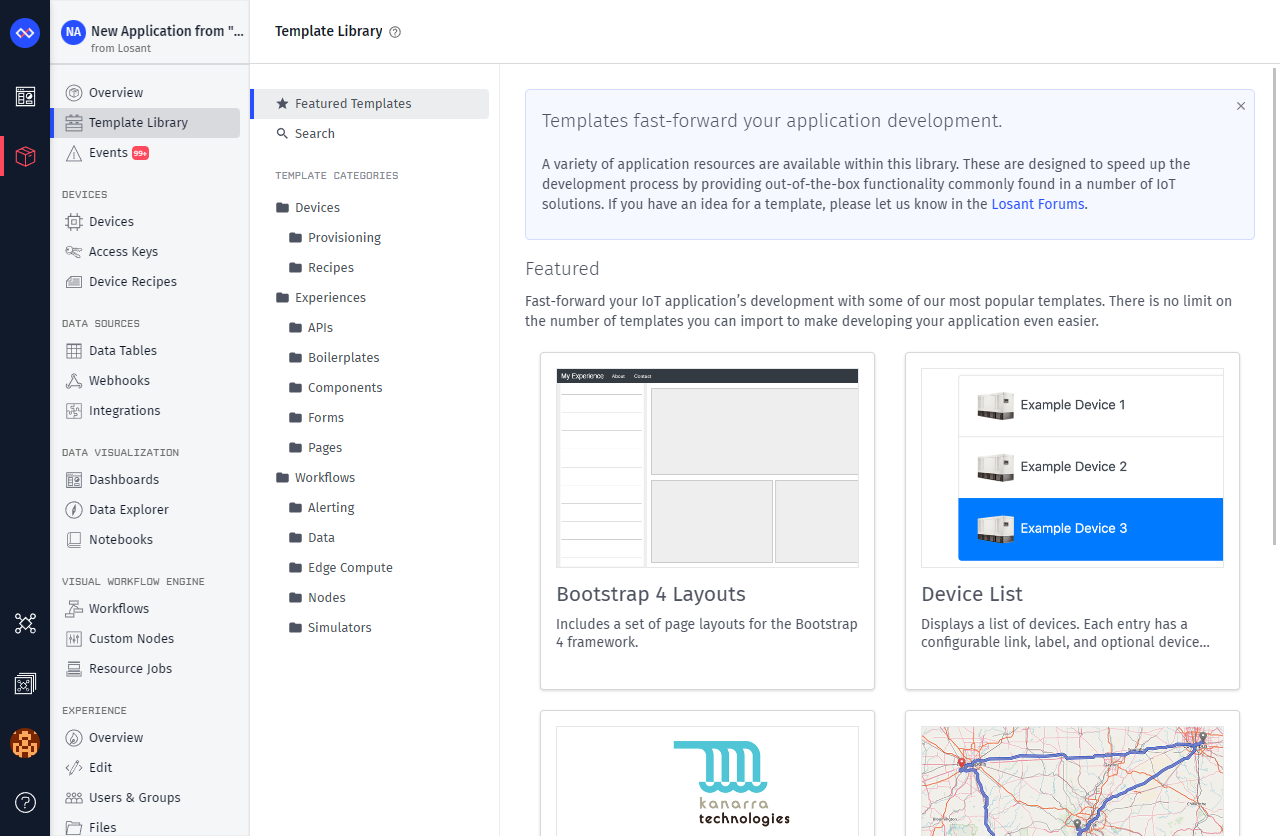 NA
New Application from "...
from Losant
Template Library
Overview
Template Library
Events 99+
DEVICES
Devices
Access Keys
Device Recipes
DATA SOURCES
Data Tables
Webhooks
Integrations
DATA VISUALIZATION
Dashboards
Data Explorer
Notebooks
VISUAL WORKFLOW ENGINE
Workflows
Custom Nodes
Resource Jobs
EXPERIENCE
Overview
Edit
Users & Groups
Files
Featured Templates
Search
TEMPLATE CATEGORIES
Devices
Provisioning
Recipes
Experiences
APIs
Boilerplates
Components
Forms
Pages
Workflows
Alerting
Data
Edge Compute
Nodes
Simulators
Templates fast-forward your application development.
A variety of application resources are available within this library. These are designed to speed up the
development process by providing out-of-the-box functionality commonly found in a number of IoT
solutions. If you have an idea for a template, please let us know in the Losant Forums.
Featured
Fast-forward your IoT application’s development with some of our most popular templates. There is no limit on
the number of templates you can import to make developing your application even easier.
My Experience About Contact
Bootstrap 4 Layouts
Includes a set of page layouts for the Bootstrap
4 framework.
Example Device 1
Example Device 2
Example Device 3
Device List
Displays a list of devices. Each entry has a
configurable link, label, and optional device...
kanarra
technologies